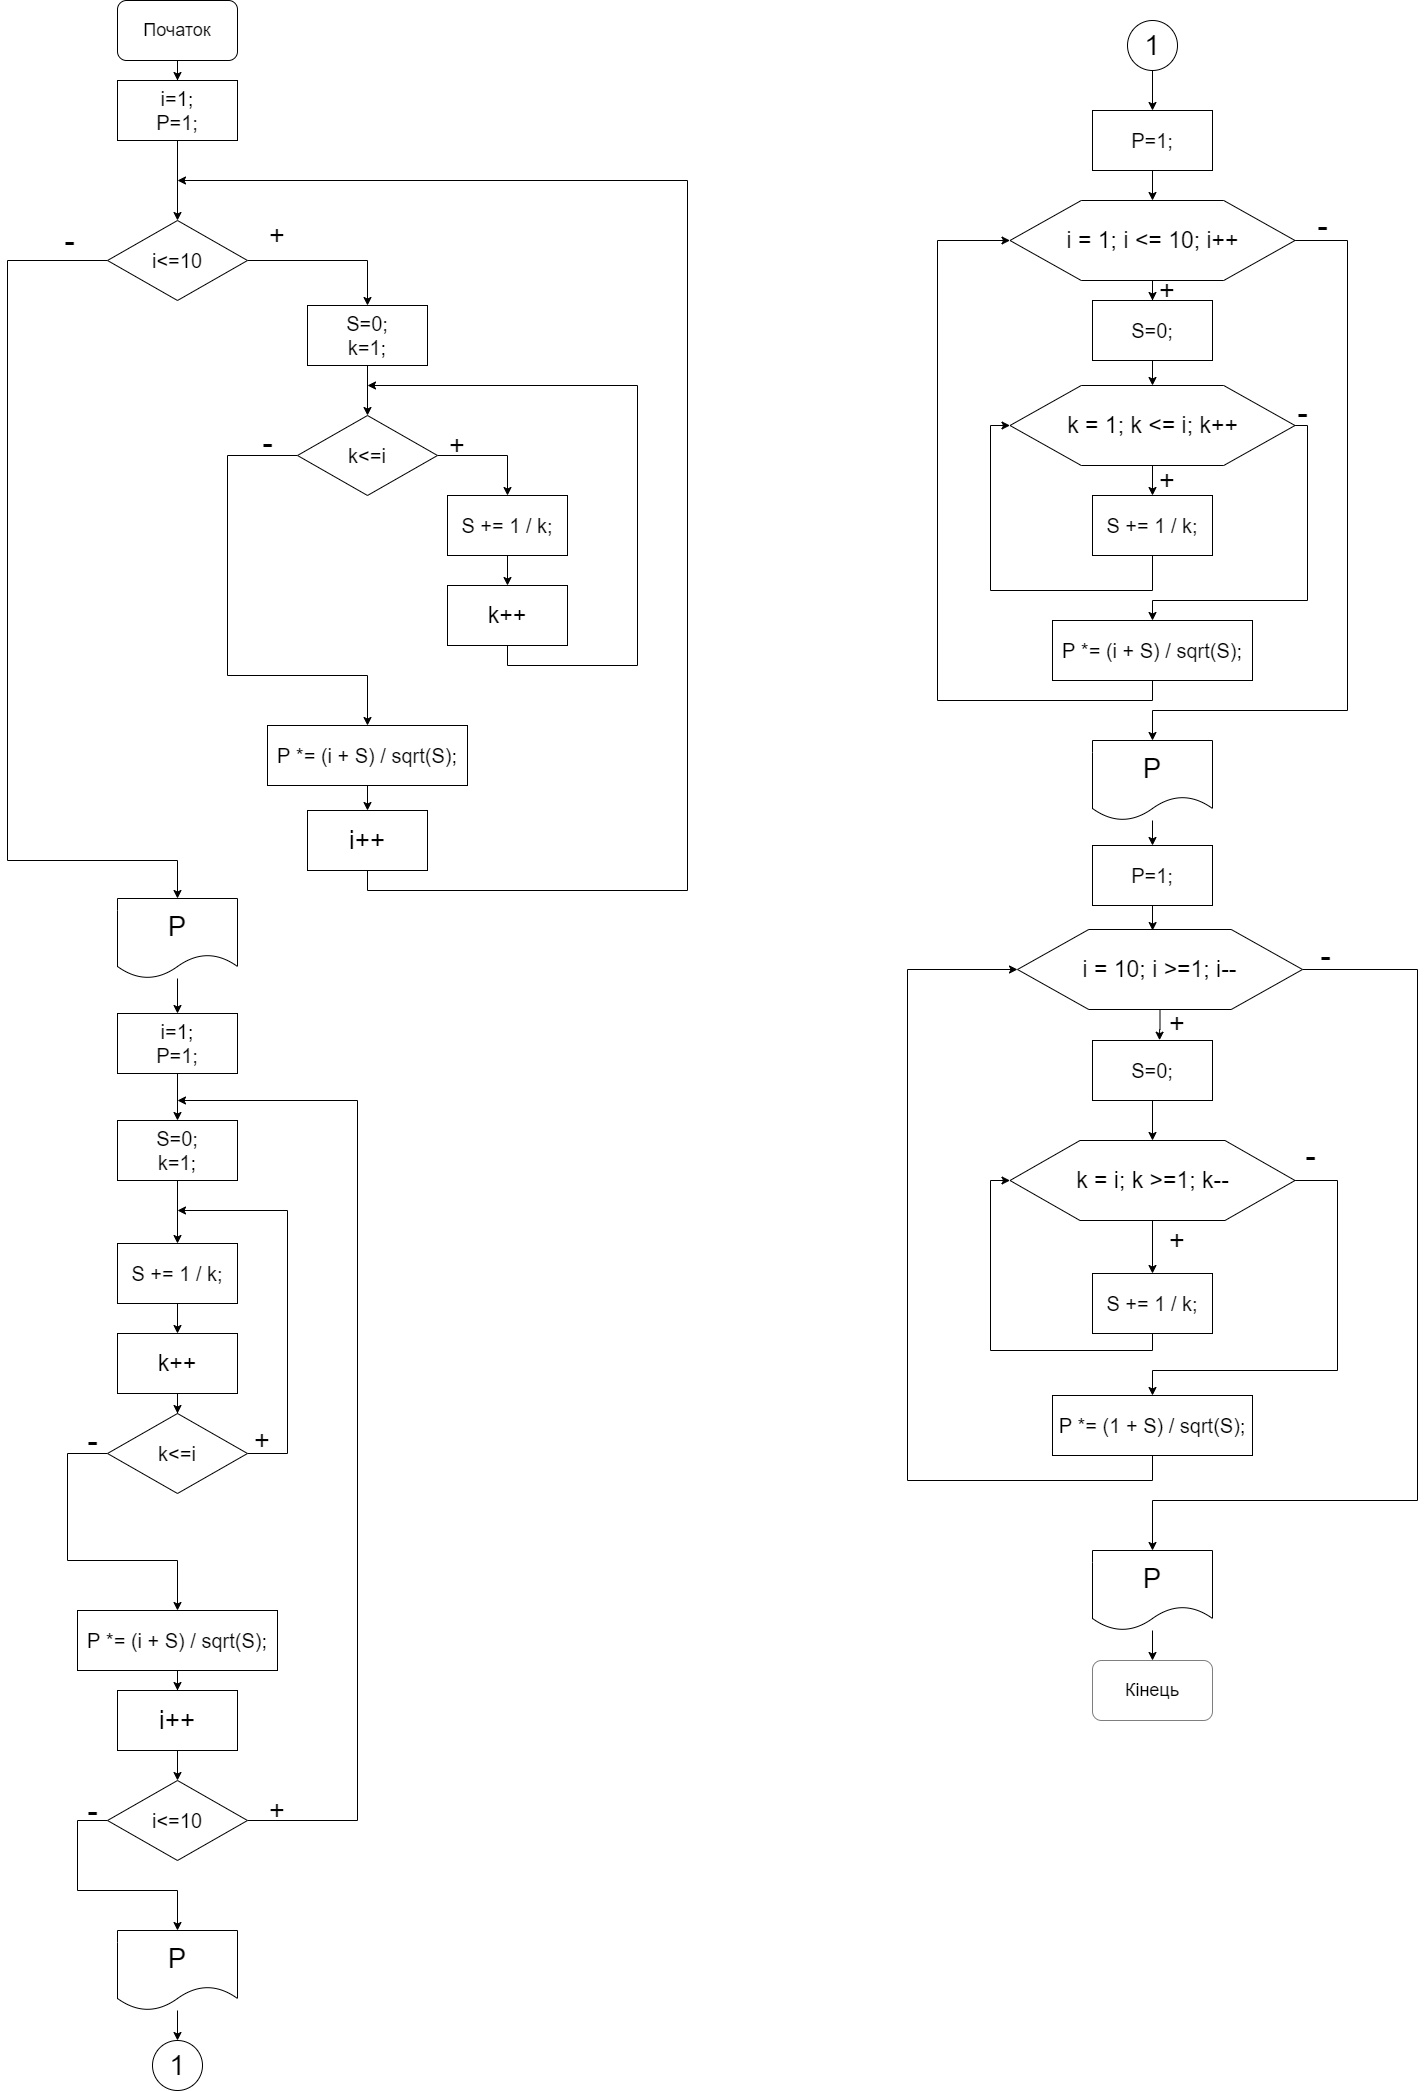 Початок
i=1;
P=1;
i<=10
-
+
S=0;
k=1;
k<=i
-
+
S += 1 / k;
k++
P *= (i + S) / sqrt(S);
i++
P
i=1;
P=1;
S=0;
k=1;
S += 1 / k;
k++
k<=i
-
+
P *= (i + S) / sqrt(S);
i++
i<=10
-
+
P
1
1
P=1;
i = 1; i <= 10; i++
-
+
S=0;
k = 1; k <= i; k++
-
+
S += 1 / k;
P *= (i + S) / sqrt(S);
P
P=1;
i = 10; i >=1; i--
-
+
S=0;
k = i; k >=1; k--
-
+
S += 1 / k;
P *= (1 + S) / sqrt(S);
P
Кінець